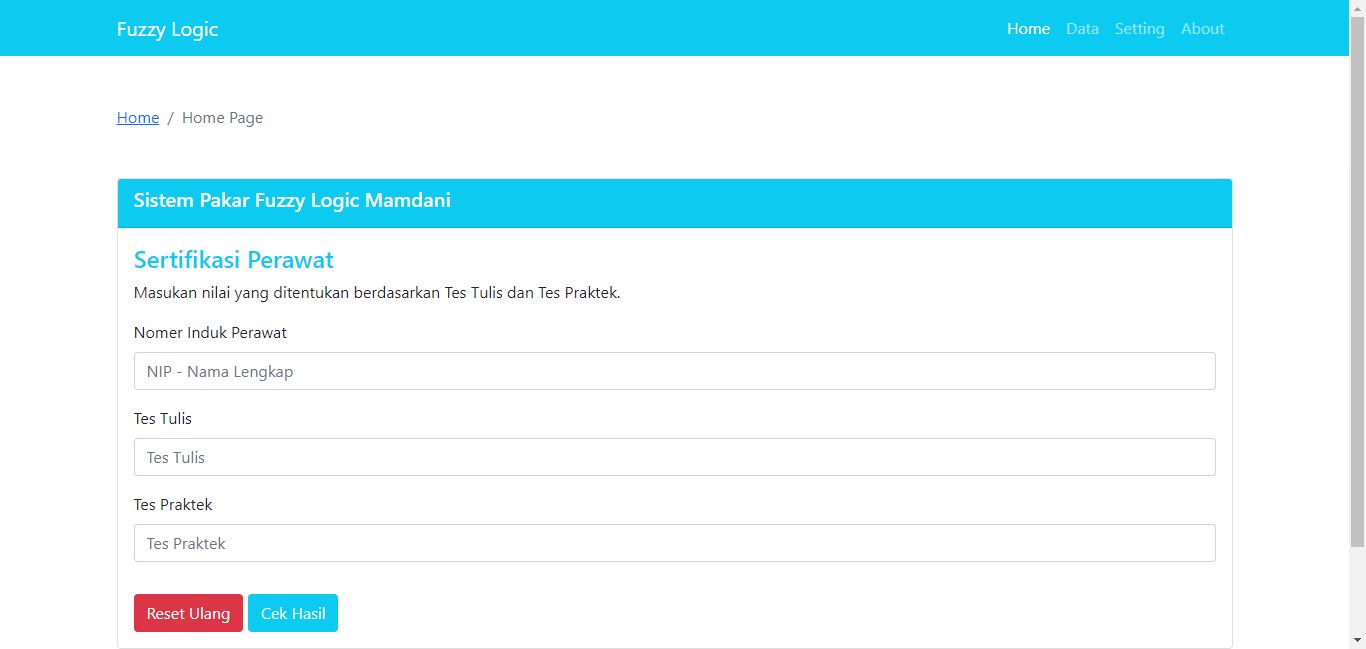 Fuzzy Logic
Home Data Setting About
Home / Home Page
Sistem Pakar Fuzzy Logic Mamdani
Sertifikasi Perawat
Masukan nilai yang ditentukan berdasarkan Tes Tulis dan Tes Praktek.
Nomer Induk Perawat
NIP - Nama Lengkap
Tes Tulis
Tes Tulis
Tes Praktek
Tes Praktek
Reset Ulang Cek Hasil